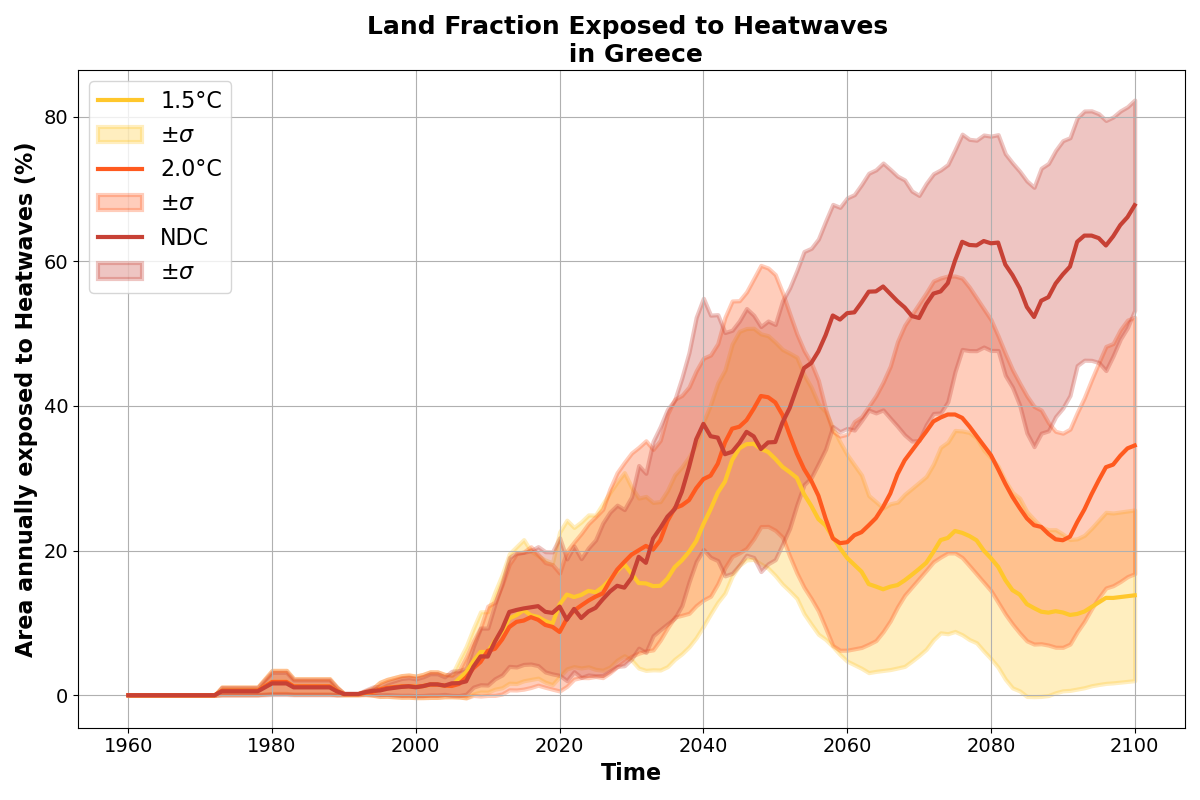 Land Fraction Exposed to Heatwaves
in Greece
Area annually exposed to Heatwaves (%)
80
60
40
20
0
1.5°C
±σ
2.0°C
±σ
NDC
±σ
1960
1980
2000
2020
2040
2060
2080
2100
Time